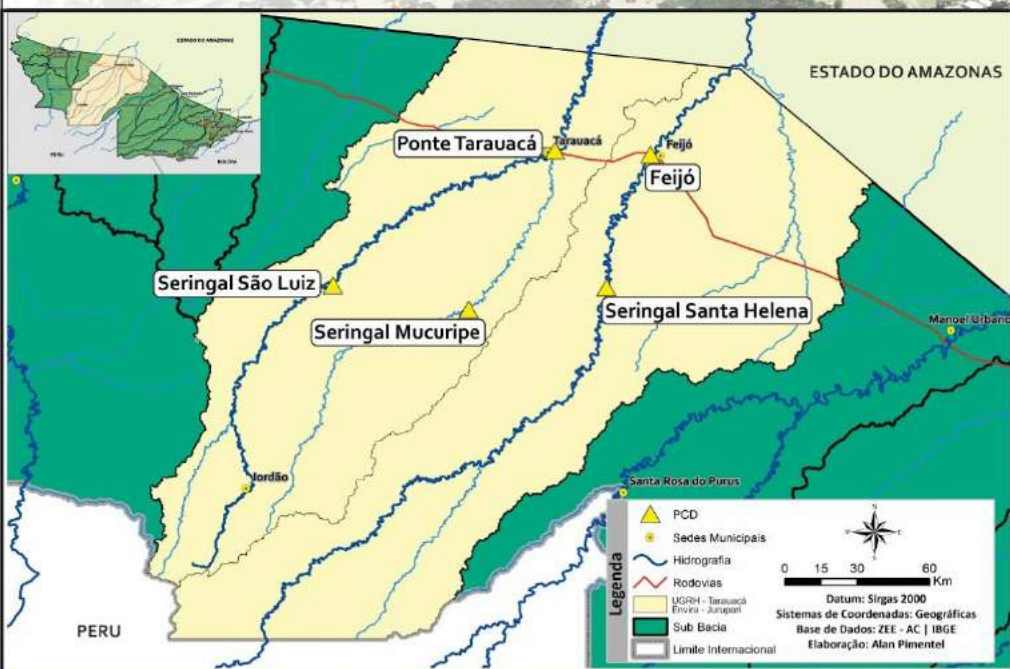 ESTADO DO AMAZONAS
PERU
BOLÍVIA
ESTADO DO AMAZONAS
Ponte Tarauacá
Tarauacá
Feijó
Feijó
Seringal São Luiz
Seringal Mucuripe
Seringal Santa Helena
Manoel Urbano
Jordão
Santa Rosa do Purus
PERU
Legenda
PCD
Sedes Municipais
Hidrografia
Rodovias
UGRH - Tarauacá
Envira - Jurupari
Sub Bacia
Limite Internacional
0 15 30 60
Km
Datum: Sirgas 2000
Sistemas de Coordenadas: Geográficas
Base de Dados: ZEE - AC | IBGE
Elaboração: Alan Pimentel